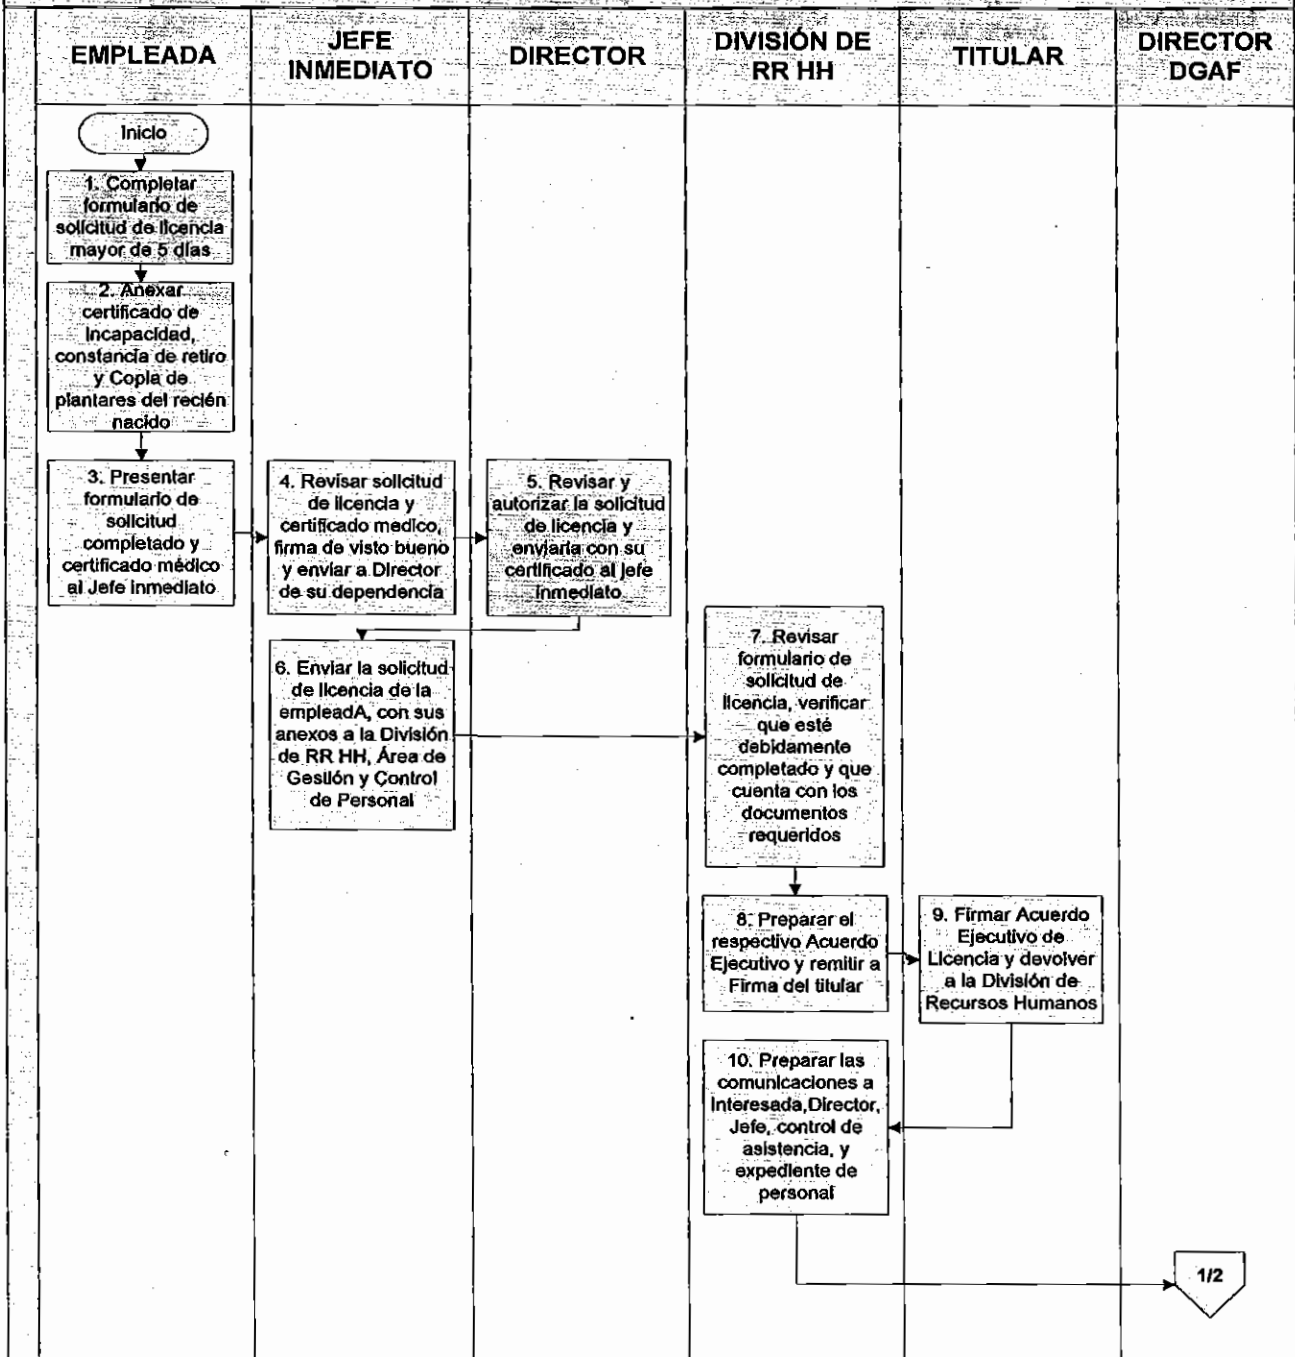 EMPLEADA
JEFE
INMEDIATO
DIRECTOR
DIVISIÓN DE
RR HH
TITULAR
DIRECTOR
DGAF
Inicio
1. Completar
formulario de
solicitud de licencia
mayor de 5 días
2. Anexar
certificado de
Incapacidad,
constancia de retiro
y Copia de
plantares del recién
nacido
3. Presentar
formulario de
solicitud
completado y
certificado médico
al Jefe inmediato
4. Revisar solicitud
de licencia y
certificado medico,
firma de visto bueno
y enviar a Director
de su dependencia
5. Revisar y
autorizar la solicitud
de licencia y
enviarla con su
certificado al jefe
inmediato
6. Enviar la solicitud
de licencia de la
empleadA, con sus
anexos a la División
de RR HH, Área de
Gestión y Control
de Personal
7. Revisar
formulario de
solicitud de
licencia, verificar
que esté
debidamente
completado y que
cuenta con los
documentos
requeridos
8. Preparar el
respectivo Acuerdo
Ejecutivo y remitir a
Firma del titular
9. Firmar Acuerdo
Ejecutivo de
Licencia y devolver
a la División de
Recursos Humanos
10. Preparar las
comunicaciones a
Interesada,Director,
Jefe, control de
asistencia, y
expediente de
personal
1/2